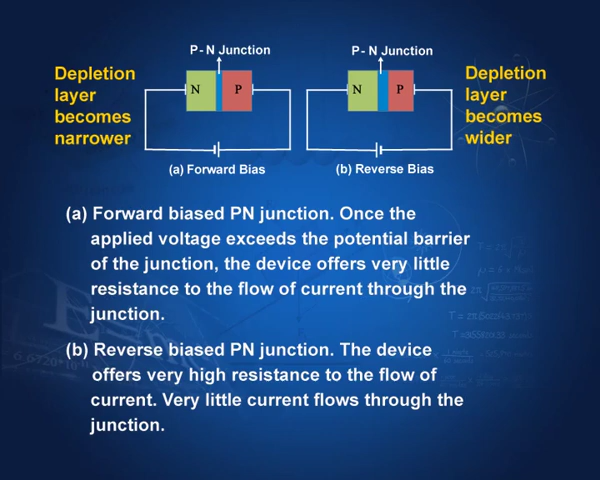 P - N Junction
P - N Junction
Depletion
layer
becomes
narrower
N
P
N
P
Depletion
layer
becomes
wider
(a) Forward Bias
(b) Reverse Bias
(a) Forward biased PN junction. Once the
applied voltage exceeds the potential barrier
of the junction, the device offers very little
resistance to the flow of current through the
junction.
(b) Reverse biased PN junction. The device
offers very high resistance to the flow of
current. Very little current flows through the
junction.